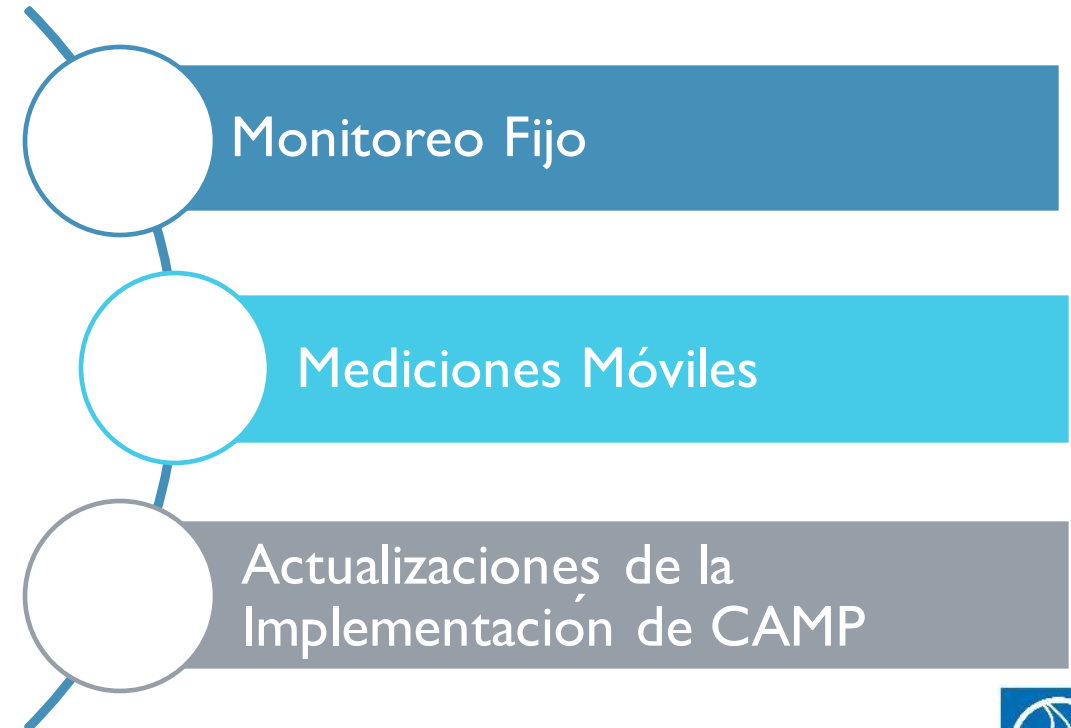 Monitoreo Fijo
Mediciones Móviles
Actualizaciones de la
Implementación de CAMP